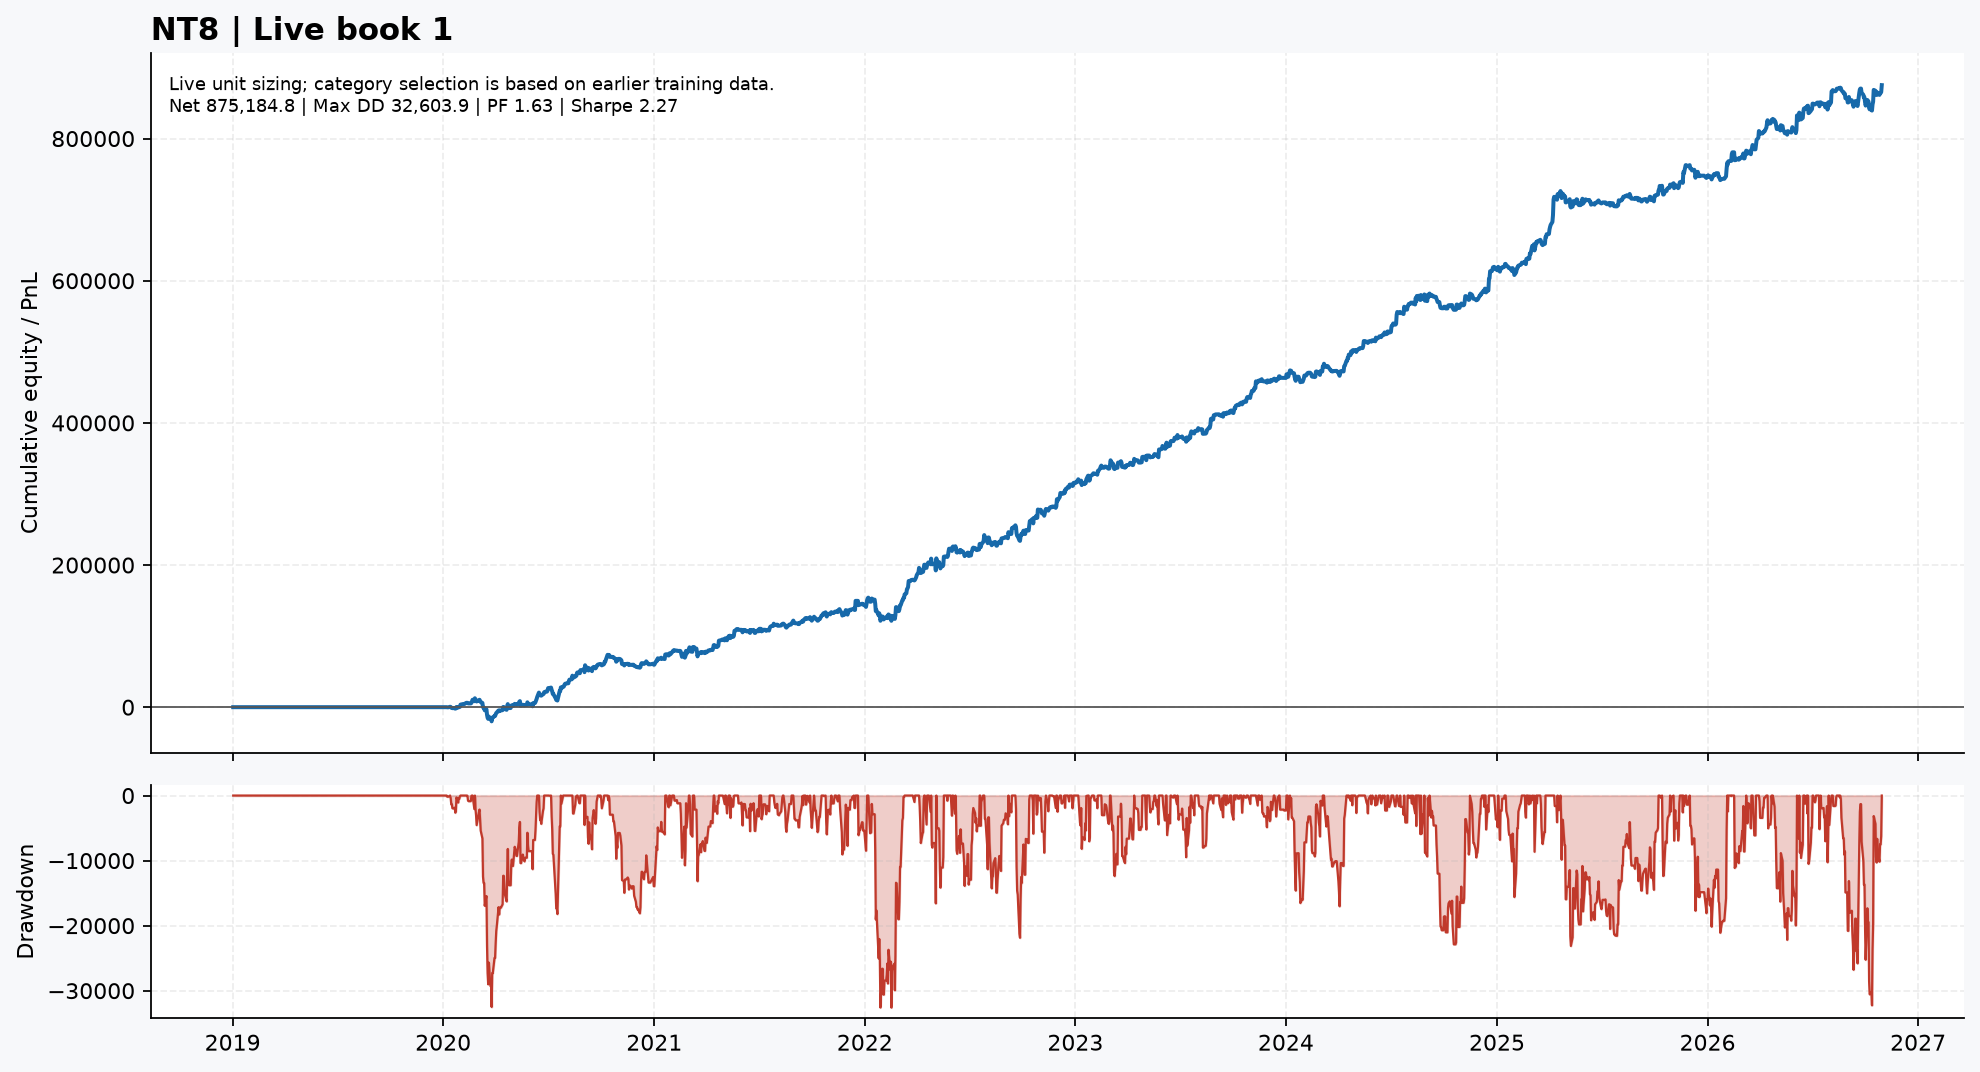 NT8 | Live book 1
Live unit sizing; category selection is based on earlier training data.
Net 875,184.8 | Max DD 32,603.9 | PF 1.63 | Sharpe 2.27
Cumulative equity / PnL
800000
600000
400000
200000
0
Drawdown
0
−10000
−20000
−30000
2019 2020 2021 2022 2023 2024 2025 2026 2027